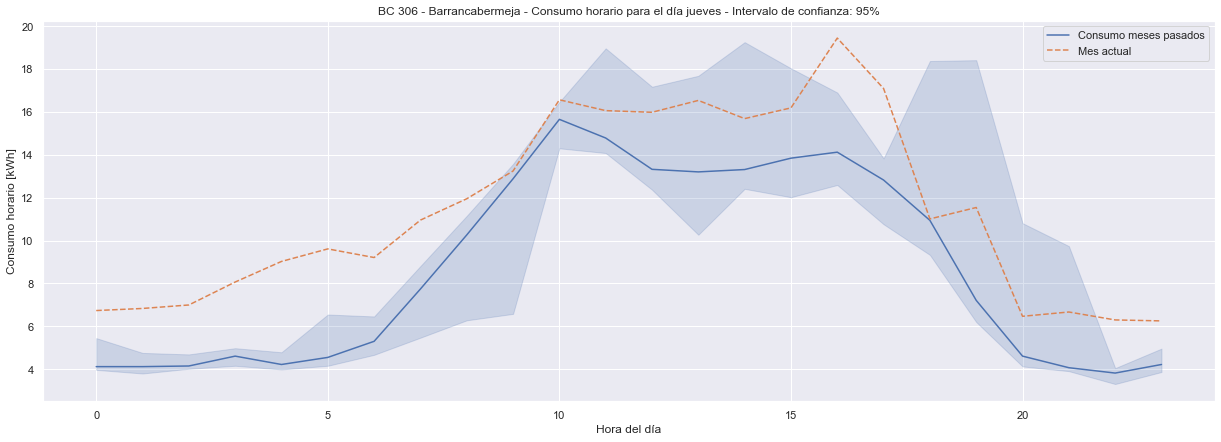 BC 306 - Barrancabermeja - Consumo horario para el día jueves - Intervalo de confianza: 95%
Consumo meses pasados
Mes actual
Consumo horario [kWh]
20
18
16
14
12
10
8
6
4
0
5
10
15
20
Hora del día